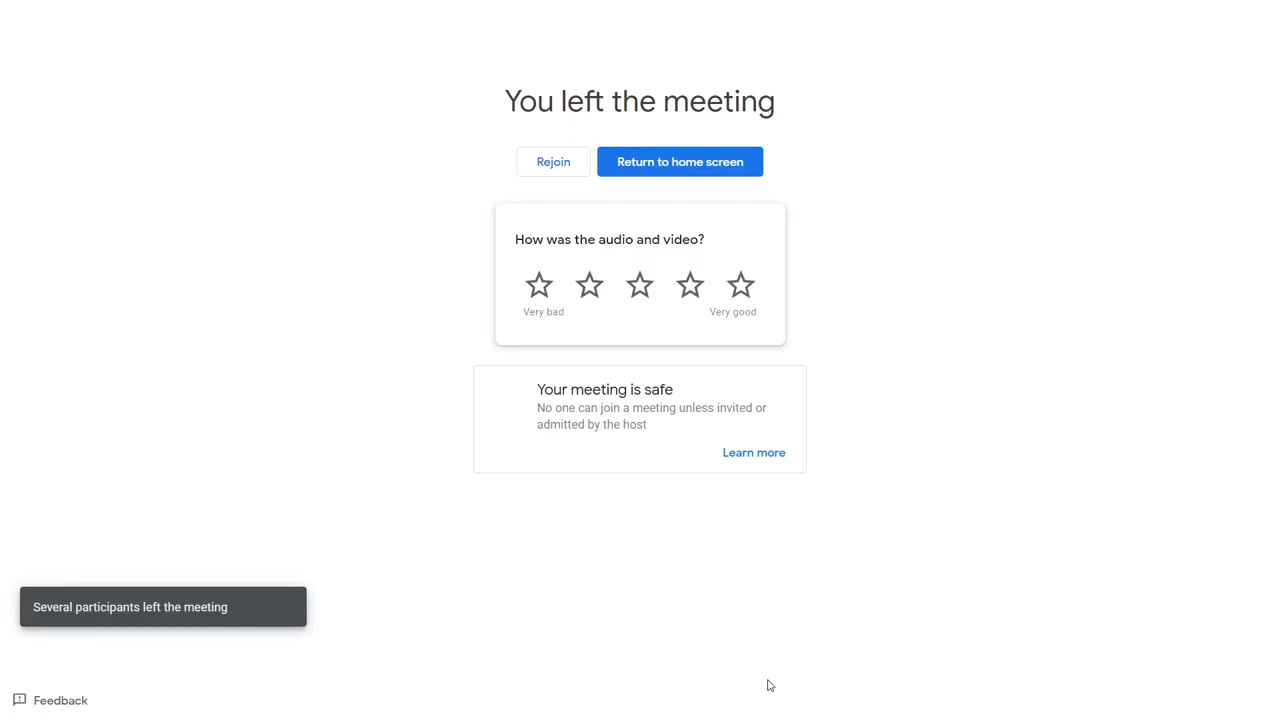 You left the meeting
Rejoin
Return to home screen
How was the audio and video?
Very bad
Very good
Your meeting is safe
No one can join a meeting unless invited or
admitted by the host
Learn more
Several participants left the meeting
Feedback